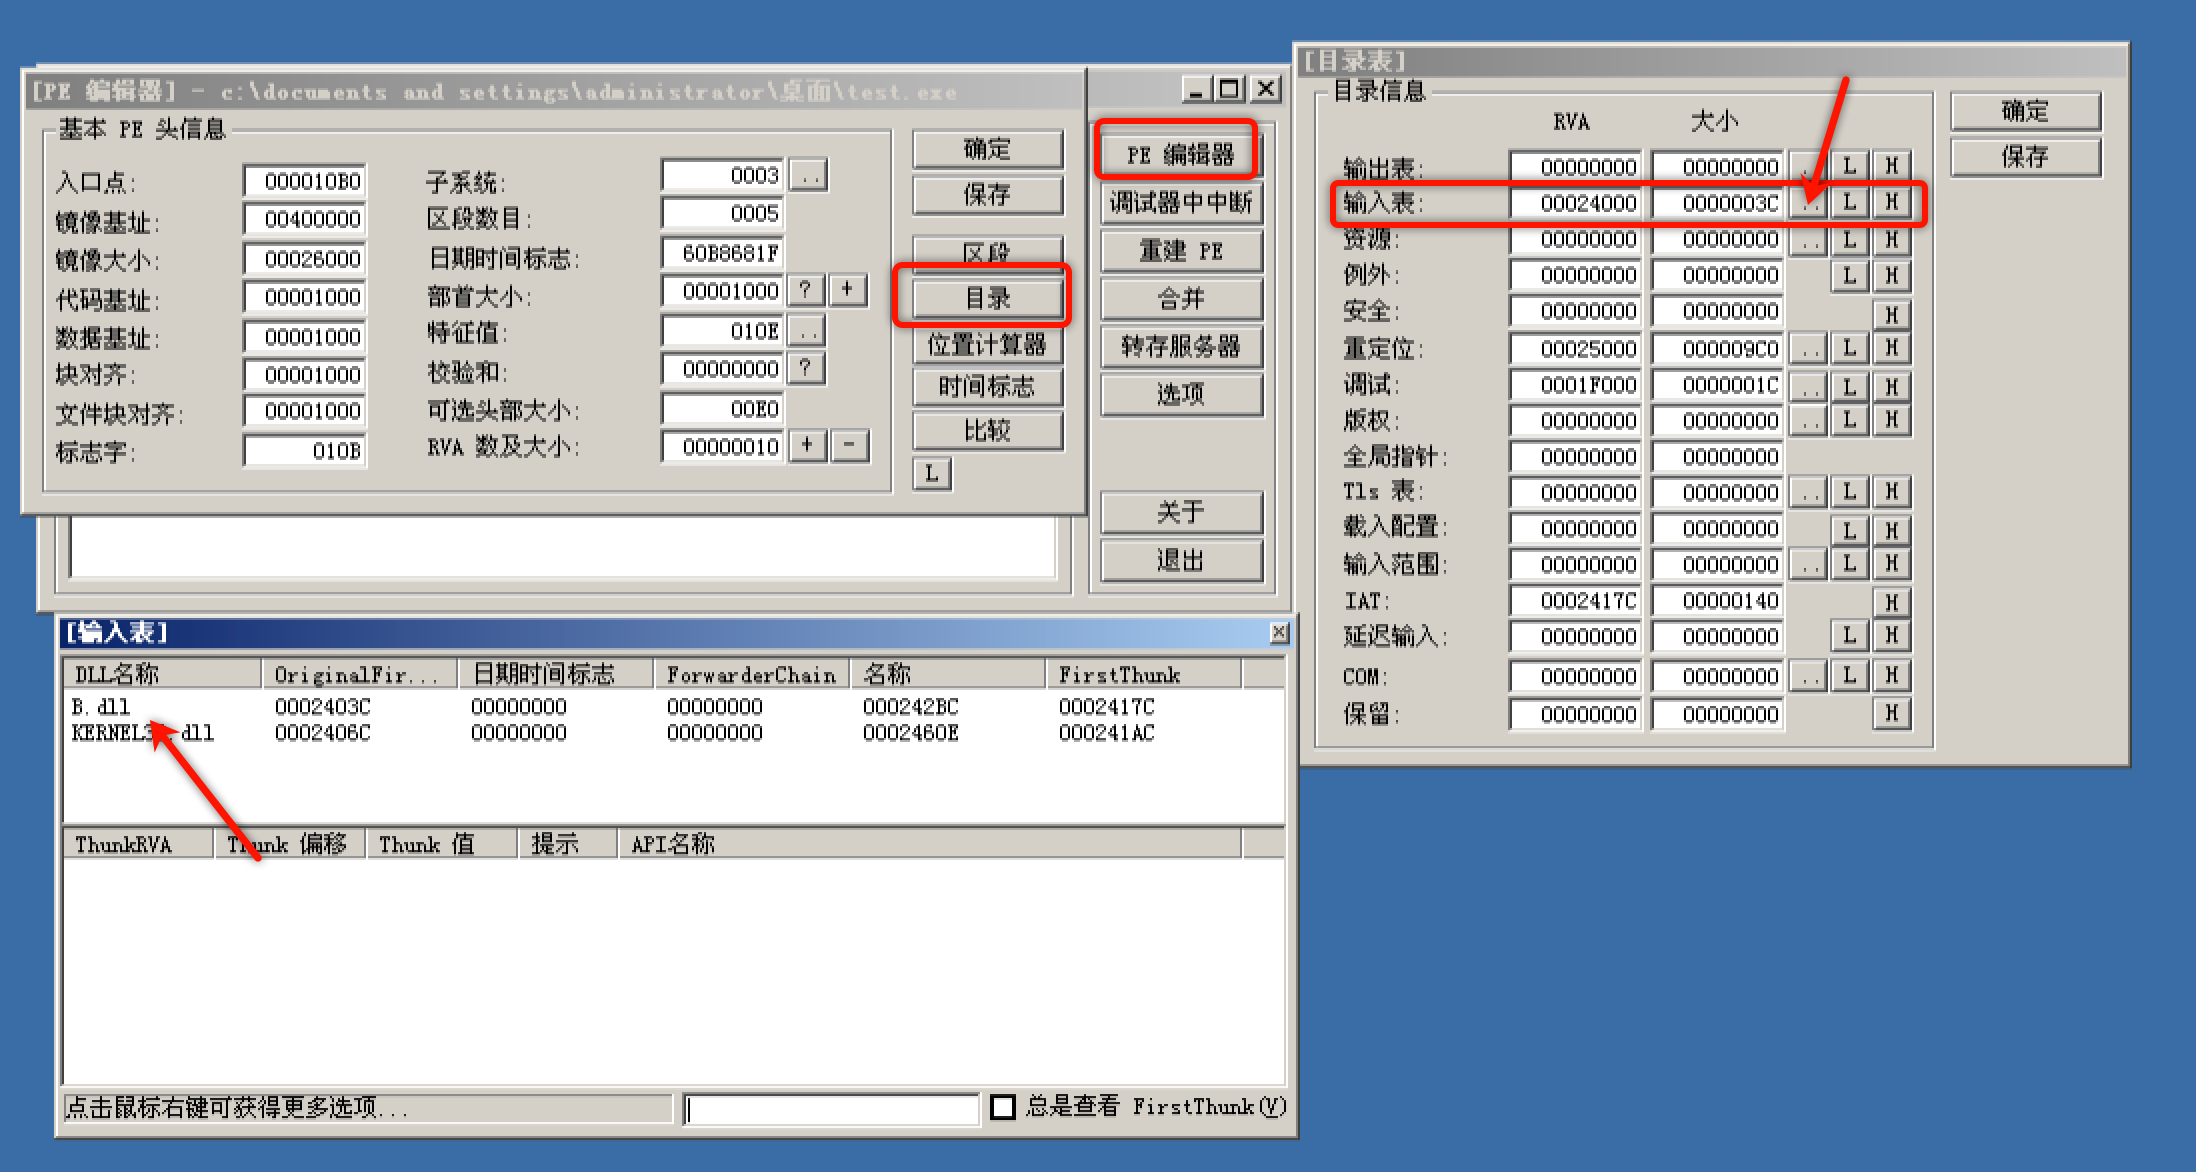 [PE 编辑器] - c:\documents and settings\administrator\桌面\test.exe
基本 PE 头信息
入口点: 000010B0 子系统: 0003 ..
镜像基址: 00400000 区段数目: 0005
镜像大小: 00026000 日期时间标志: 60B8681F
代码基址: 00001000 部首大小: 00001000 ? +
数据基址: 00001000 特征值: 010E ..
块对齐: 00001000 校验和: 00000000 ?
文件块对齐: 00001000 可选头部大小: 00E0
标志字: 010B RVA 数及大小: 00000010 + -
确定
保存
区段
目录
位置计算器
时间标志
比较
L
PE 编辑器
调试器中中断
重建 PE
合并
转存服务器
选项
关于
退出
[目录表]
目录信息
RVA 大小
输出表: 00000000 00000000 .. L H
输入表: 00024000 0000003C .. L H
资源: 00000000 00000000 .. L H
例外: 00000000 00000000 L H
安全: 00000000 00000000 H
重定位: 00025000 000009C0 .. L H
调试: 0001F000 0000001C .. L H
版权: 00000000 00000000 .. L H
全局指针: 00000000 00000000
Tls 表: 00000000 00000000 .. L H
载入配置: 00000000 00000000 L H
输入范围: 00000000 00000000 .. L H
IAT: 0002417C 00000140 H
延迟输入: 00000000 00000000 L H
COM: 00000000 00000000 .. L H
保留: 00000000 00000000 H
确定
保存
[输入表]
DLL名称 OriginalFir... 日期时间标志 ForwarderChain 名称 FirstThunk
B.dll 0002403C 00000000 00000000 000242BC 0002417C
KERNEL32.dll 0002406C 00000000 00000000 0002460E 000241AC
ThunkRVA Thunk 偏移 Thunk 值 提示 API名称
点击鼠标右键可获得更多选项...
总是查看 FirstThunk(V)